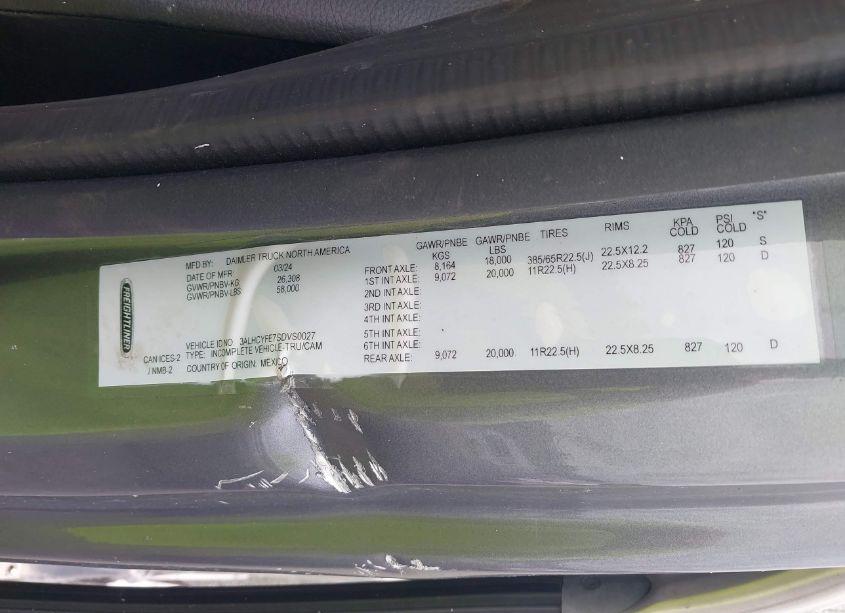 FREIGHTLINER
MFD BY: DAIMLER TRUCK NORTH AMERICA
DATE OF MFR: 03/24
GVWR/PNBV-KG: 26,308
GVWR/PNBV-LBS 58,000
VEHICLE IDNO 3ALHCYFE7SDVS0027
CAN ICES-2 TYPE: INCOMPLETE VEHICLE-TRU/CAM
/ NMB-2 COUNTRY OF ORIGIN: MEXICO
GAWR/PNBE GAWR/PNBE TIRES RIMS KPA PSI "S"
KGS LBS COLD COLD
FRONT AXLE: 8,164 18,000 385/65R22.5(J) 22.5X12.2 827 120 S
1ST INT AXLE: 9,072 20,000 11R22.5(H) 22.5X8.25 827 120 D
2ND INT AXLE:
3RD INT AXLE:
4TH INT AXLE:
5TH INT AXLE:
6TH INT AXLE:
REAR AXLE: 9,072 20,000 11R22.5(H) 22.5X8.25 827 120 D